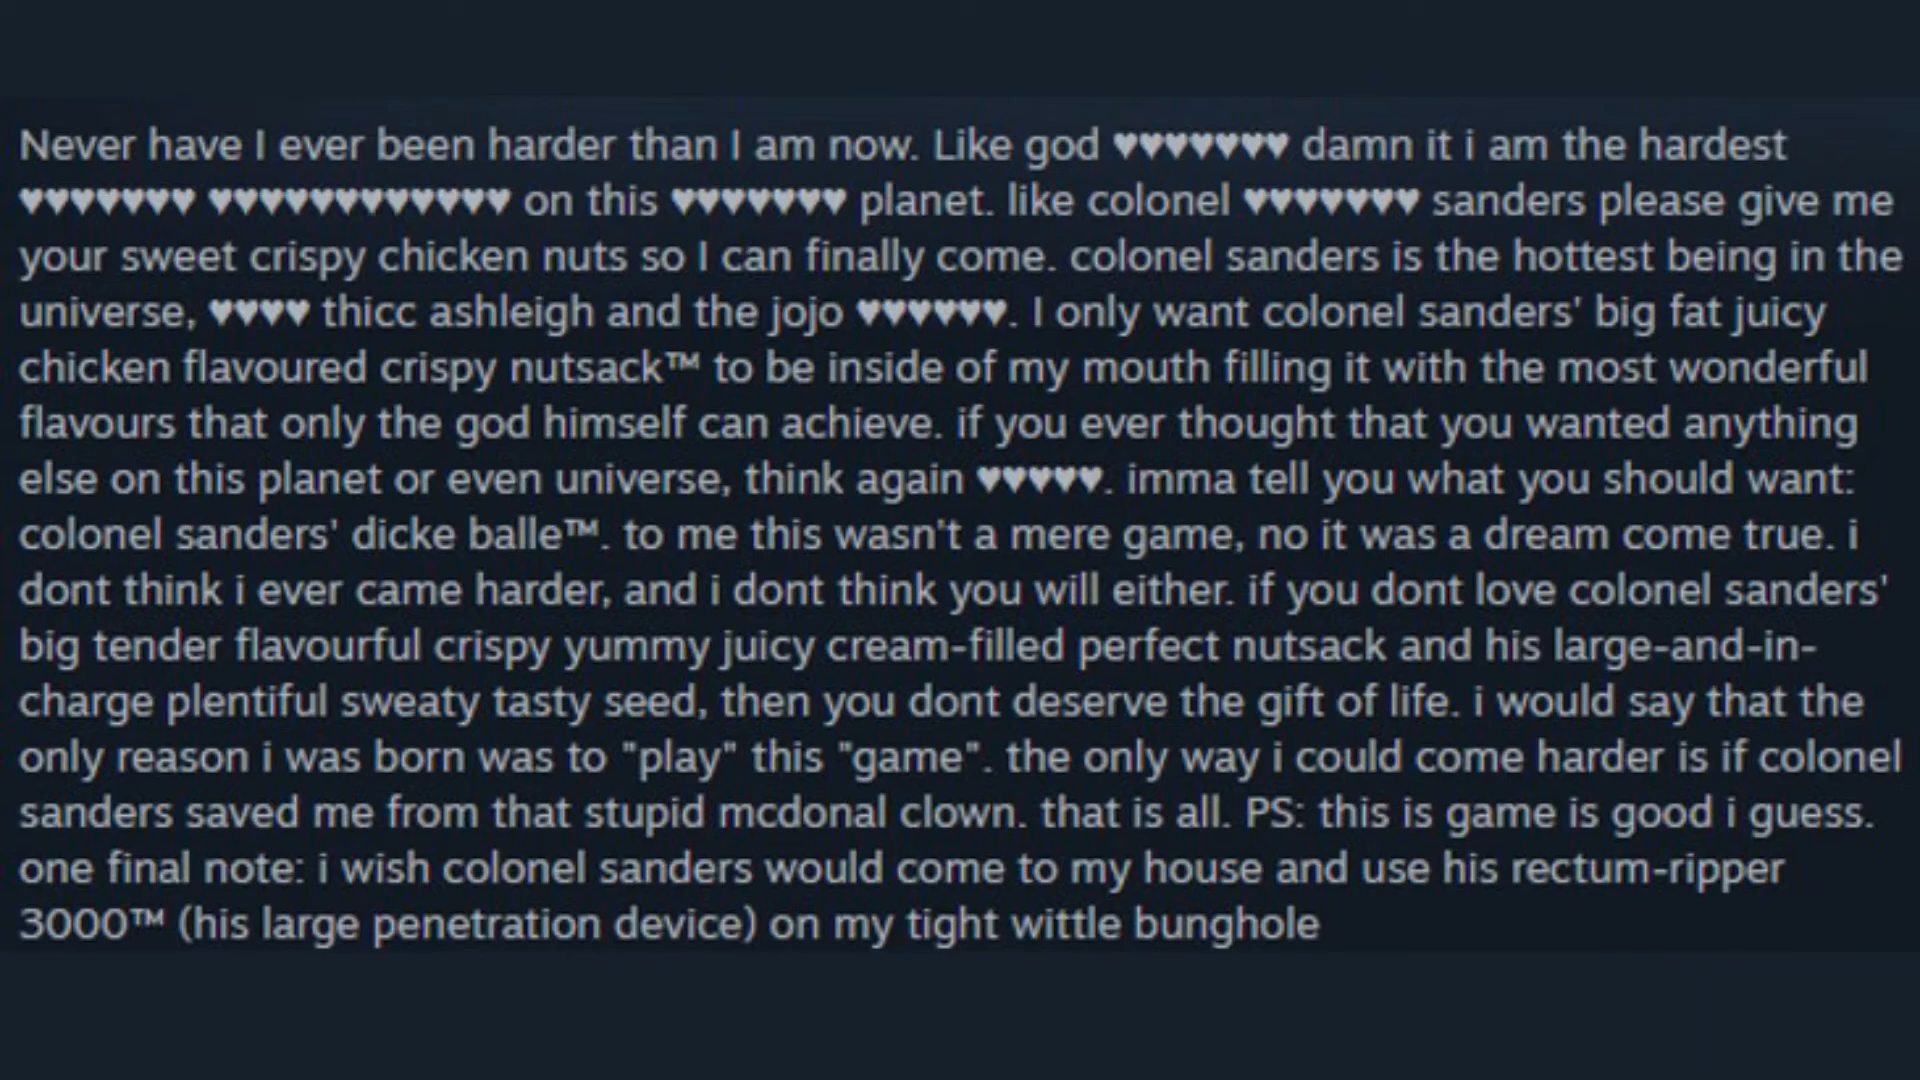 Never have I ever been harder than I am now. Like god ♥♥♥♥♥♥♥ damn it i am the hardest
♥♥♥♥♥♥♥ ♥♥♥♥♥♥♥♥♥♥♥♥ on this ♥♥♥♥♥♥♥ planet. like colonel ♥♥♥♥♥♥♥ sanders please give me
your sweet crispy chicken nuts so I can finally come. colonel sanders is the hottest being in the
universe, ♥♥♥♥ thicc ashleigh and the jojo ♥♥♥♥♥♥. I only want colonel sanders' big fat juicy
chicken flavoured crispy nutsack™ to be inside of my mouth filling it with the most wonderful
flavours that only the god himself can achieve. if you ever thought that you wanted anything
else on this planet or even universe, think again ♥♥♥♥♥. imma tell you what you should want:
colonel sanders' dicke balle™. to me this wasn't a mere game, no it was a dream come true. i
dont think i ever came harder, and i dont think you will either. if you dont love colonel sanders'
big tender flavourful crispy yummy juicy cream-filled perfect nutsack and his large-and-in-
charge plentiful sweaty tasty seed, then you dont deserve the gift of life. i would say that the
only reason i was born was to "play" this "game". the only way i could come harder is if colonel
sanders saved me from that stupid mcdonal clown. that is all. PS: this is game is good i guess.
one final note: i wish colonel sanders would come to my house and use his rectum-ripper
3000™ (his large penetration device) on my tight wittle bunghole